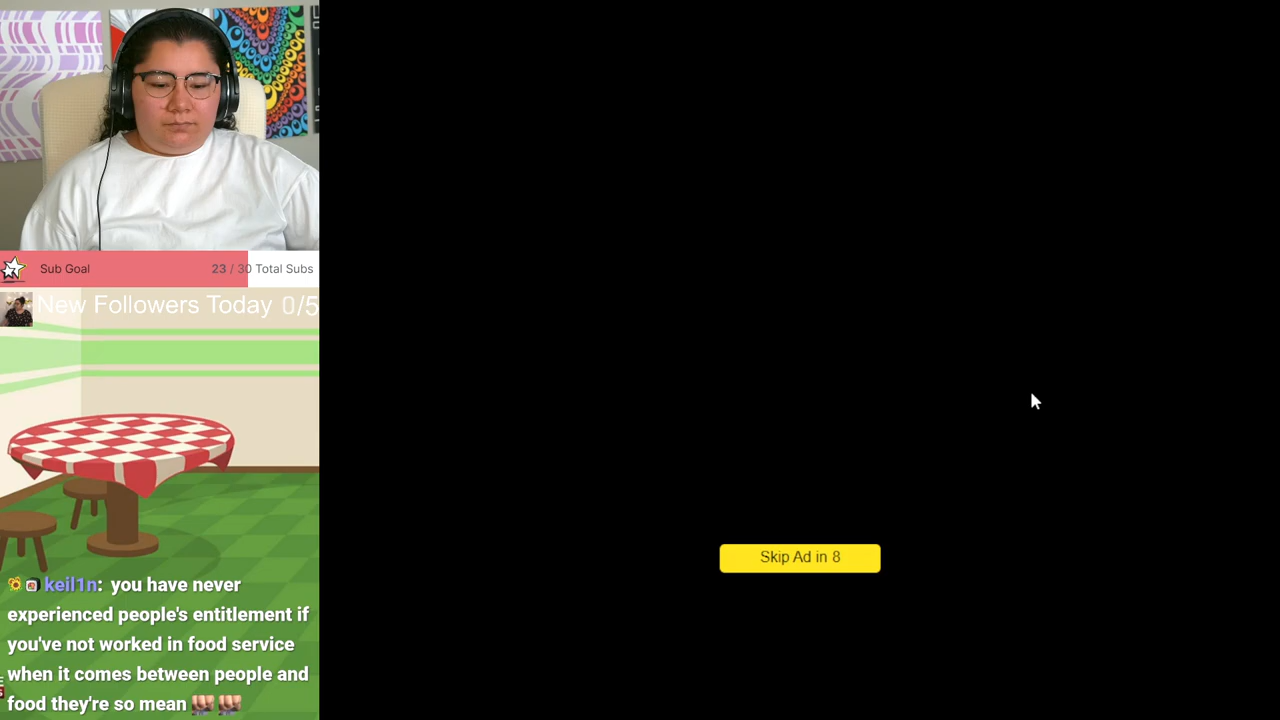 Sub Goal
23 / 30 Total Subs
New Followers Today 0/5
Skip Ad in 8
keil1n: you have never
experienced people's entitlement if
you've not worked in food service
when it comes between people and
food they're so mean